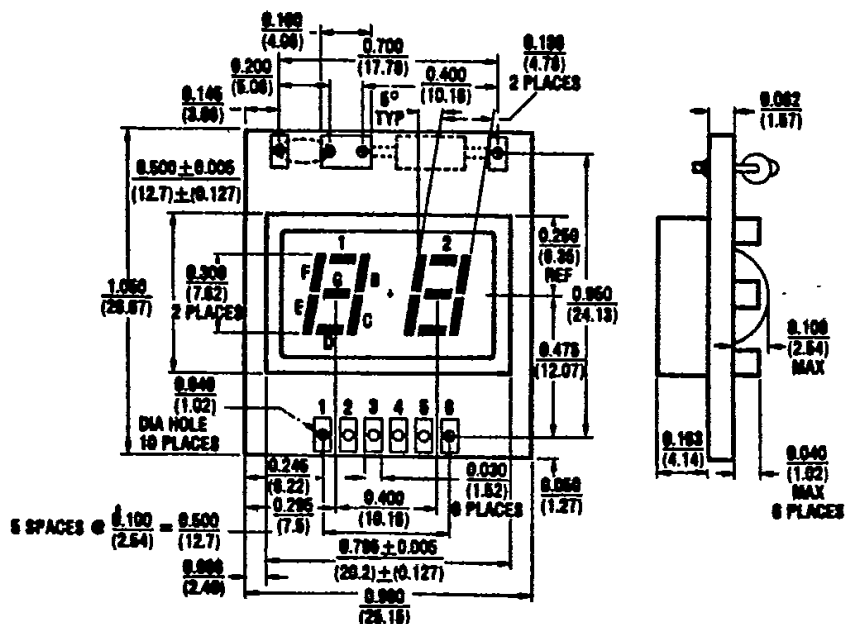 0.160
(4.06)
0.700
(17.78)
0.188
(4.78)
2 PLACES
0.200
(5.08)
0.400
(10.16)
5°
TYP
0.145
(3.68)
0.062
(1.57)
0.500 ± 0.005
(12.7) ± (0.127)
1 2
F G B
E C
D
0.250
(6.35)
REF
0.300
(7.62)
2 PLACES
1.050
(26.67)
0.950
(24.13)
0.475
(12.07)
0.100
(2.54)
MAX
0.040
(1.02)
DIA HOLE
10 PLACES
1 2 3 4 5 6
0.163
(4.14)
0.040
(1.02)
MAX
6 PLACES
0.245
(6.22)
0.030
(1.52)
6 PLACES
0.050
(1.27)
0.295
(7.5)
0.400
(10.16)
5 SPACES @ 0.100 = 0.500
(2.54) (12.7)
0.795 ± 0.005
(20.2) ± (0.127)
(2.49)
0.990
(25.15)